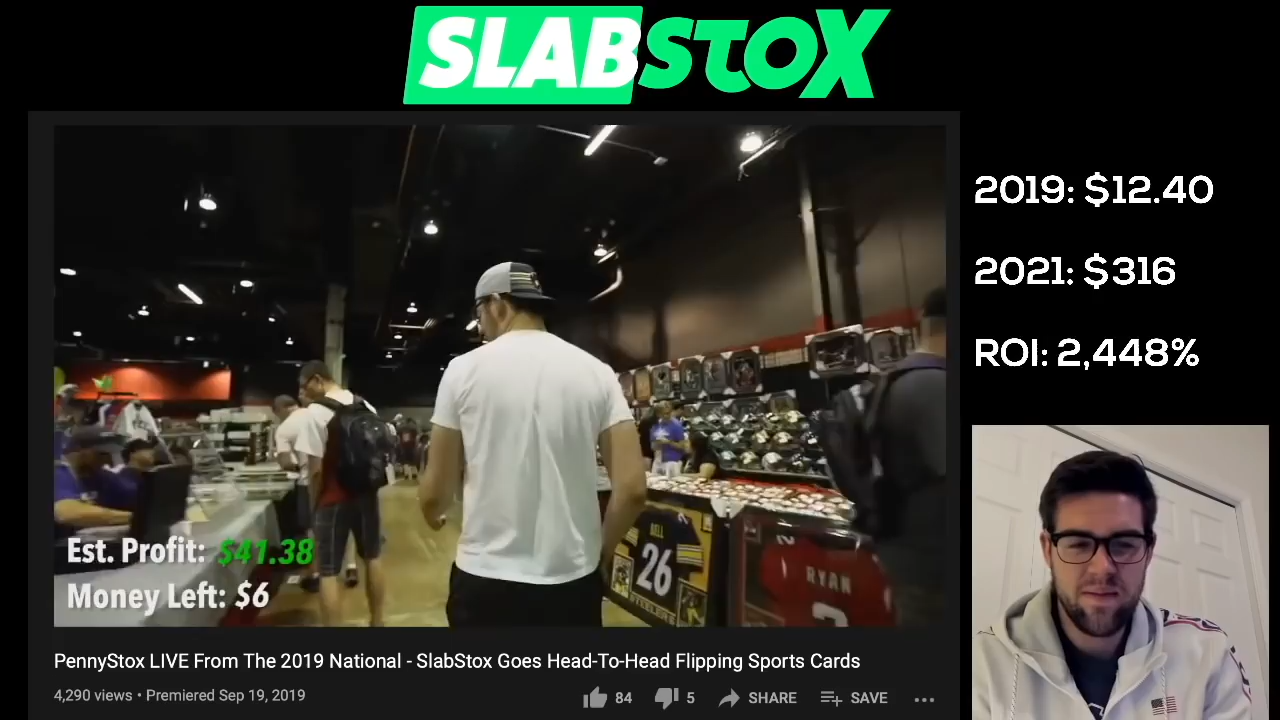 SLABSTOX
2019: $12.40
2021: $316
ROI: 2,448%
BELL
26
STEELERS
RYAN
2
Est. Profit: $41.38
Money Left: $6
PennyStox LIVE From The 2019 National - SlabStox Goes Head-To-Head Flipping Sports Cards
4,290 views • Premiered Sep 19, 2019
84
5
SHARE
SAVE